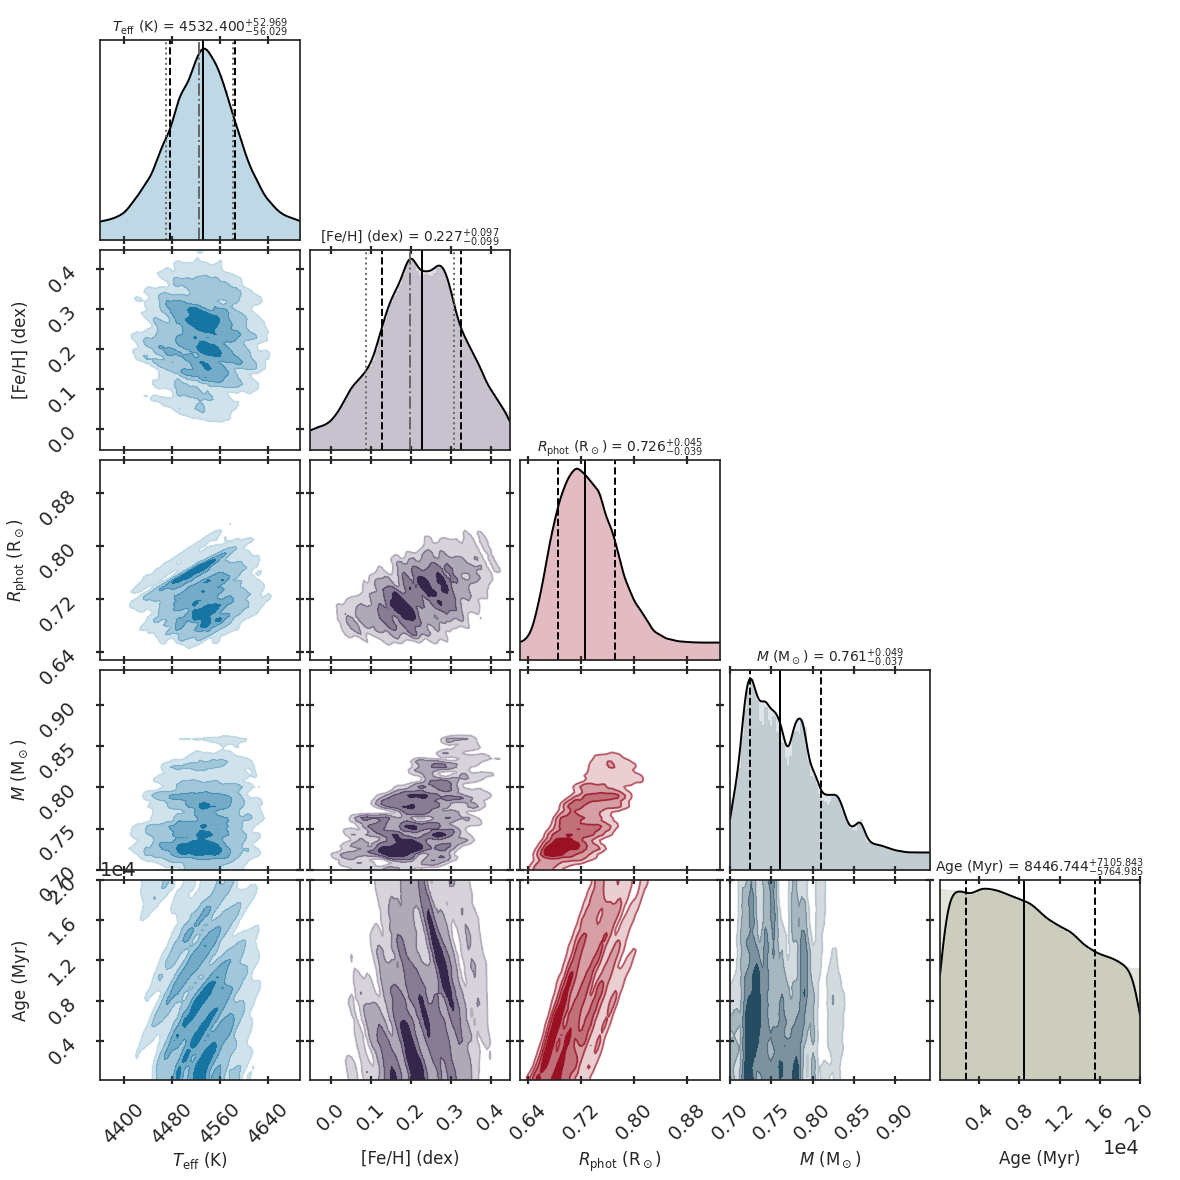 T_eff (K) = 4532.400 +52.969 −56.029
[Fe/H] (dex) = 0.227 +0.097 −0.099
0.4
0.3
0.2
0.1
0.0
[Fe/H] (dex)
R_phot (R⊙) = 0.726 +0.045 −0.039
0.88
0.80
0.72
0.64
R_phot (R⊙)
M (M⊙) = 0.761 +0.049 −0.037
0.90
0.85
0.80
0.75
0.70
M (M⊙)
Age (Myr) = 8446.744 +7105.843 −5764.985
1e4
2.0
1.6
1.2
0.8
0.4
Age (Myr)
4400 4480 4560 4640
0.0 0.1 0.2 0.3 0.4
0.64 0.72 0.80 0.88
0.70 0.75 0.80 0.85 0.90
0.4 0.8 1.2 1.6 2.0
1e4
T_eff (K)
[Fe/H] (dex)
R_phot (R⊙)
M (M⊙)
Age (Myr)